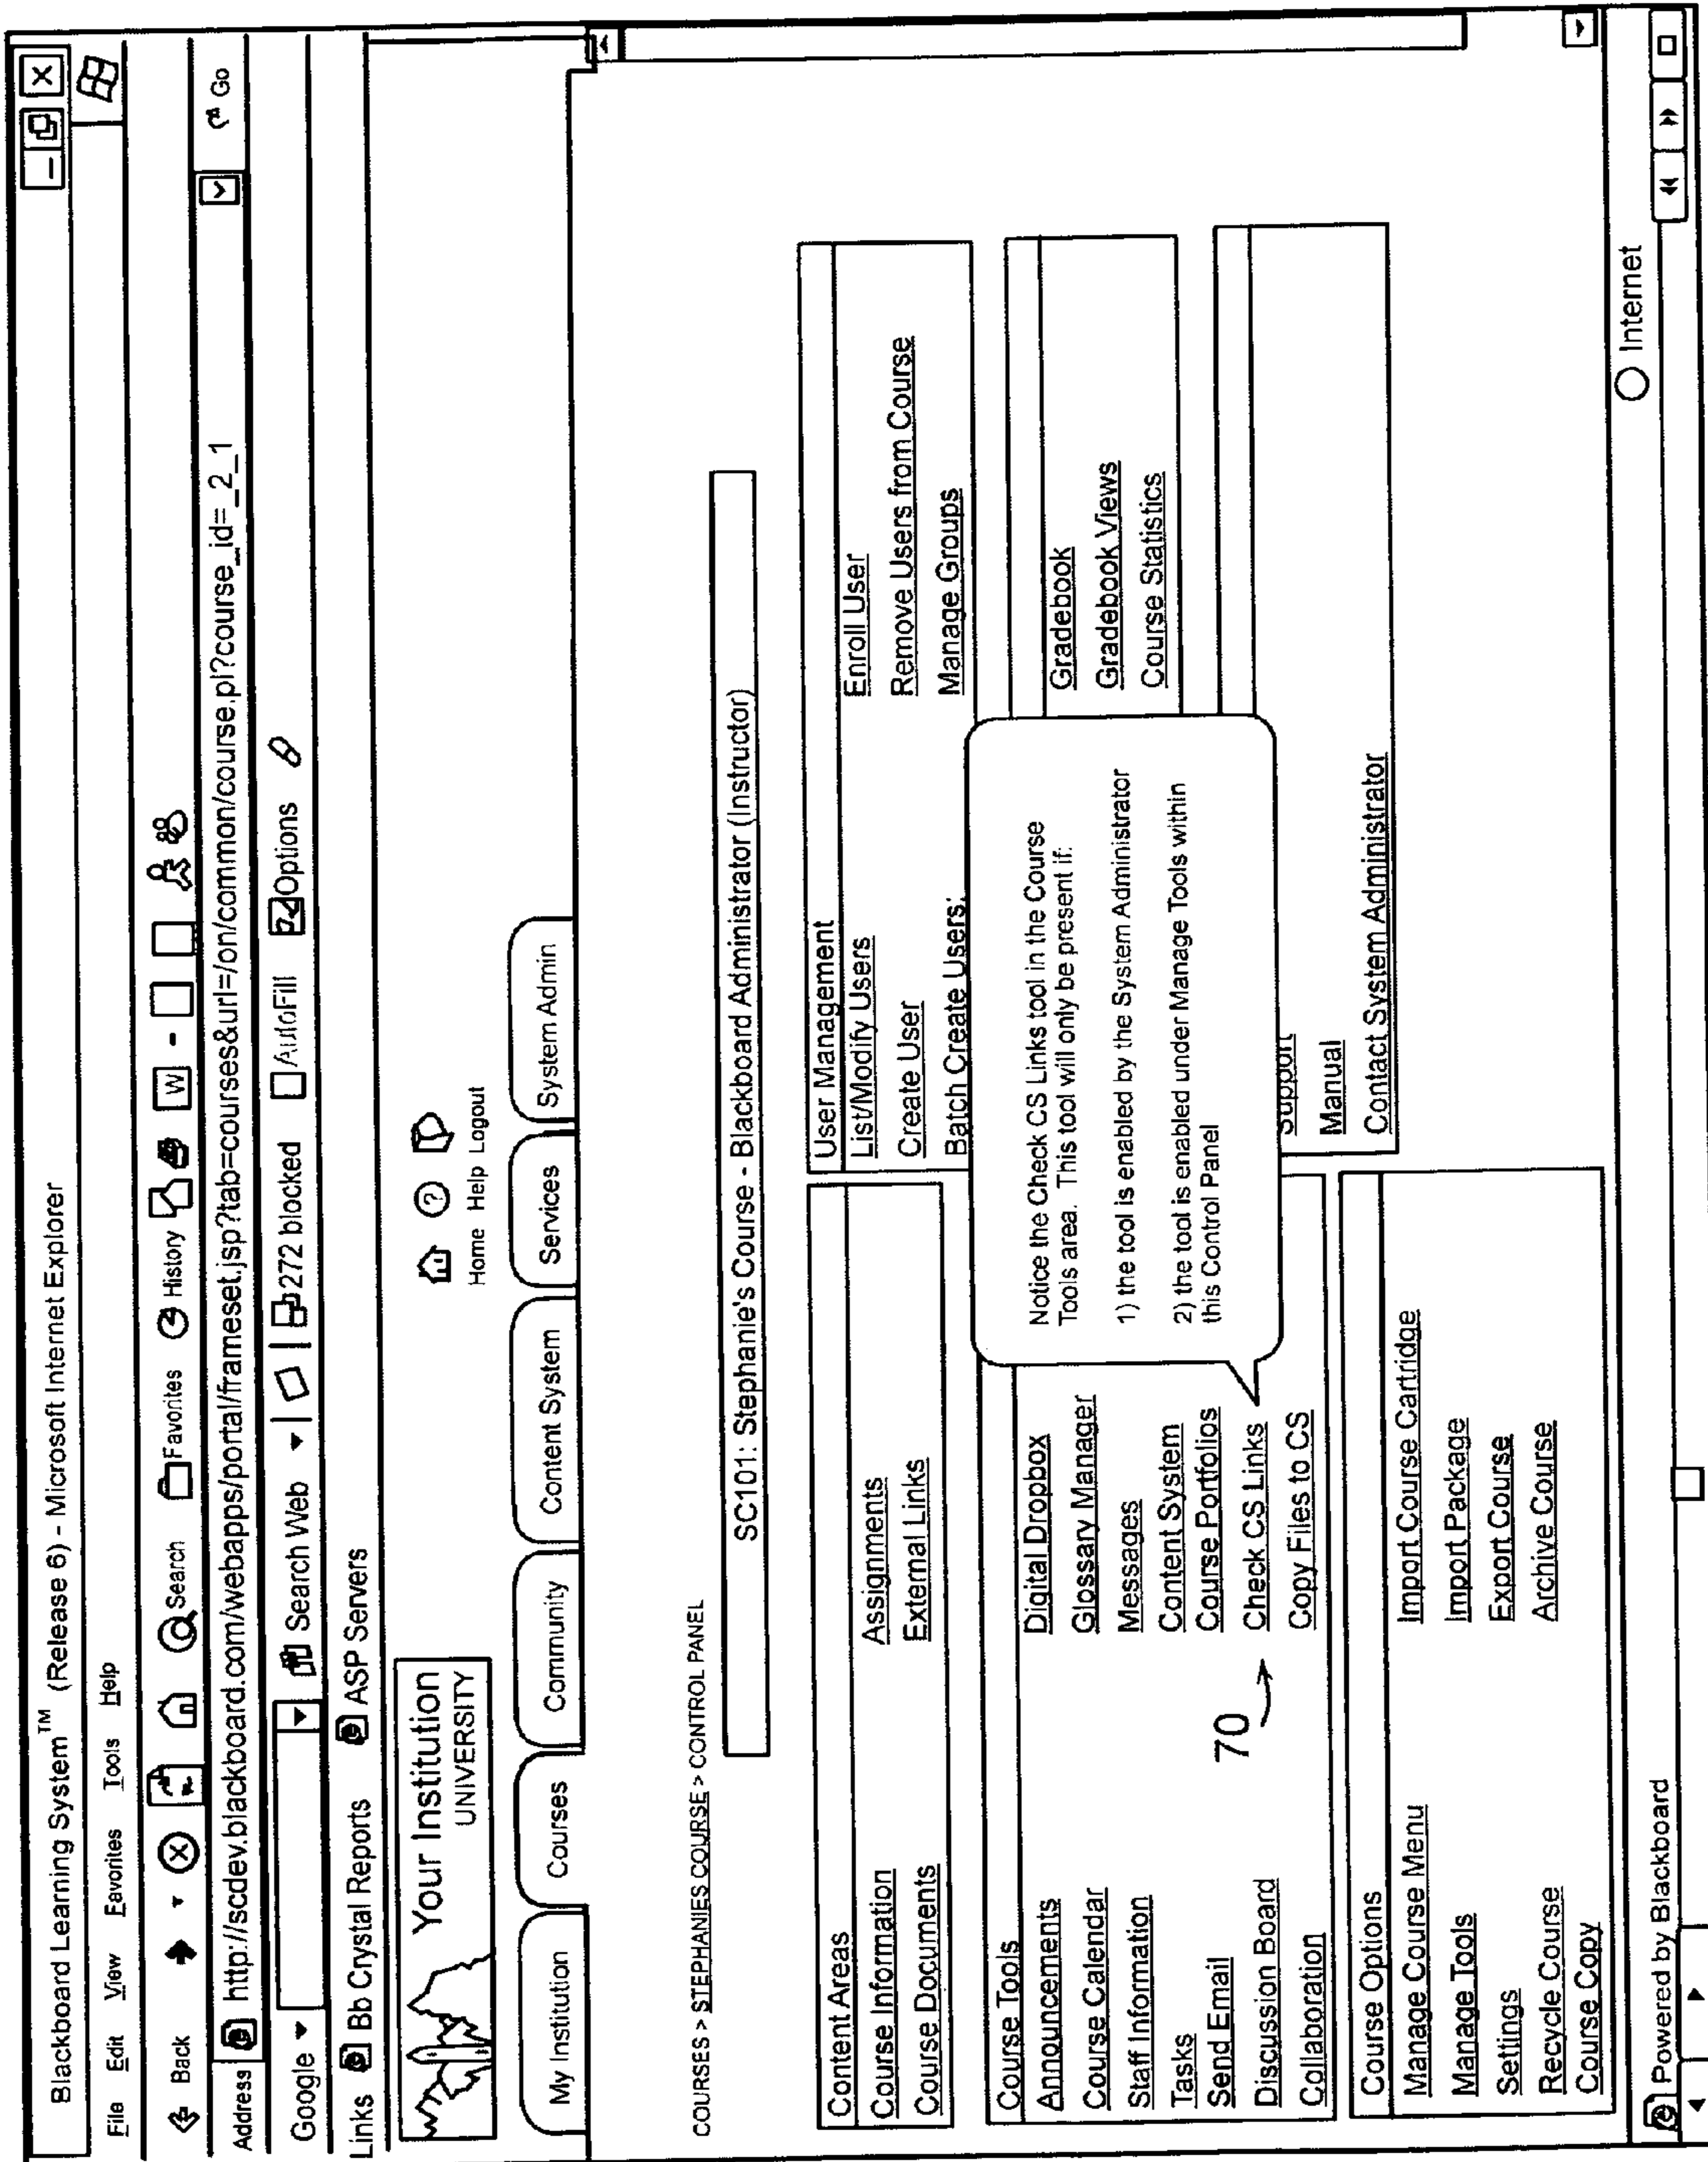 Blackboard Learning System™ (Release 6) - Microsoft Internet Explorer
File Edit View Favorites Tools Help
Back Search Favorites History W
Address http://scdev.blackboard.com/webapps/portal/frameset.jsp?tab=courses&url=/on/common/course.pl?course_id=_2_1 Go
Google Search Web 272 blocked AutoFill Options
Links Bb Crystal Reports ASP Servers
Your Institution
UNIVERSITY
Home Help Logout
My Institution Courses Community Content System Services System Admin
COURSES > STEPHANIES COURSE > CONTROL PANEL
SC101: Stephanie's Course - Blackboard Administrator (Instructor)
Content Areas
Course Information Assignments
Course Documents External Links
User Management
List/Modify Users Enroll User
Create User Remove Users from Course
Batch Create Users: Manage Groups
Course Tools
Announcements Digital Dropbox
Course Calendar Glossary Manager
Staff Information Messages
Tasks Content System
Send Email Course Portfolios
Discussion Board Check CS Links
Collaboration Copy Files to CS
70
Notice the Check CS Links tool in the Course
Tools area. This tool will only be present if:
1) the tool is enabled by the System Administrator
2) the tool is enabled under Manage Tools within
this Control Panel
Gradebook
Gradebook Views
Course Statistics
Support
Manual
Contact System Administrator
Course Options
Manage Course Menu Import Course Cartridge
Manage Tools Import Package
Settings Export Course
Recycle Course Archive Course
Course Copy
Powered by Blackboard Internet